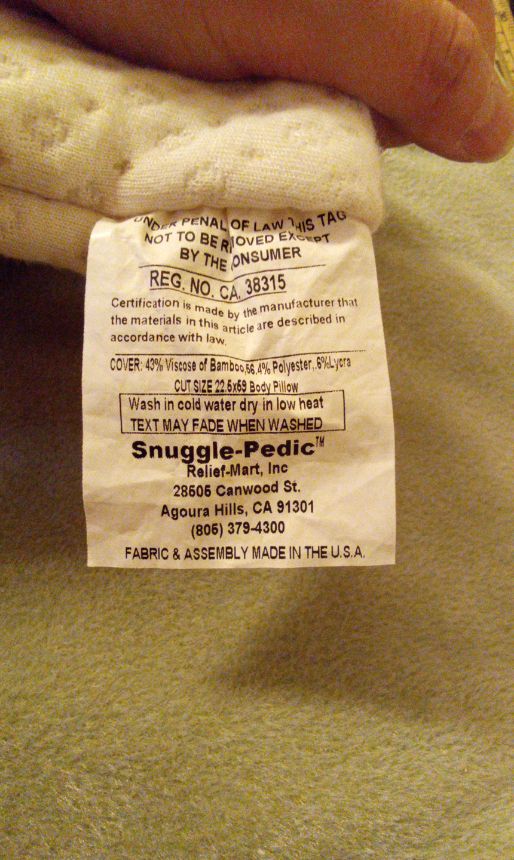 UNDER PENAL OF LAW THIS TAG
NOT TO BE R OVED EXCEPT
BY THE ONSUMER
REG. NO. CA. 38315
Certification is made by the manufacturer that
the materials in this article are described in
accordance with law.
COVER: 43% Viscose of Bamboo,56.4% Polyester,.6%Lycra
CUT SIZE 22.5x59 Body Pillow
Wash in cold water dry in low heat
TEXT MAY FADE WHEN WASHED
Snuggle-Pedic™
Relief-Mart, Inc
28505 Canwood St.
Agoura Hills, CA 91301
(805) 379-4300
FABRIC & ASSEMBLY MADE IN THE U.S.A.